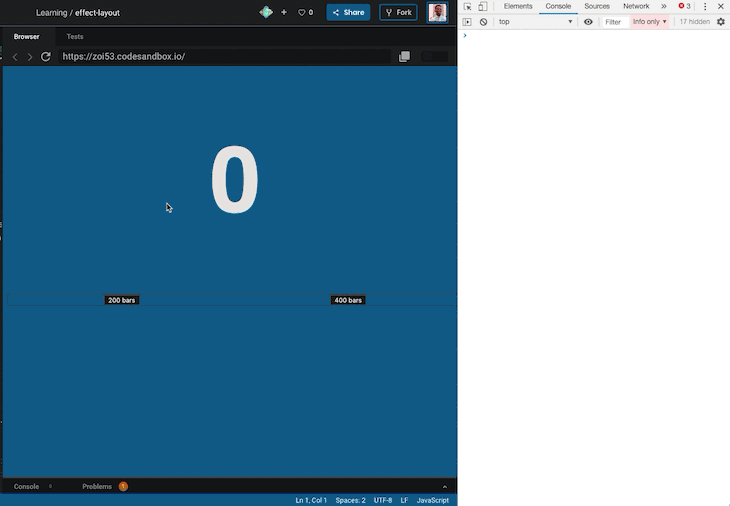 Learning / effect-layout
+
0
Share
Fork
Browser
Tests
https://zoi53.codesandbox.io/
0
200 bars
400 bars
Console
0
Problems
1
Ln 1, Col 1
Spaces: 2
UTF-8
LF
JavaScript
Elements
Console
Sources
Network
»
3
top
Filter
Info only
17 hidden